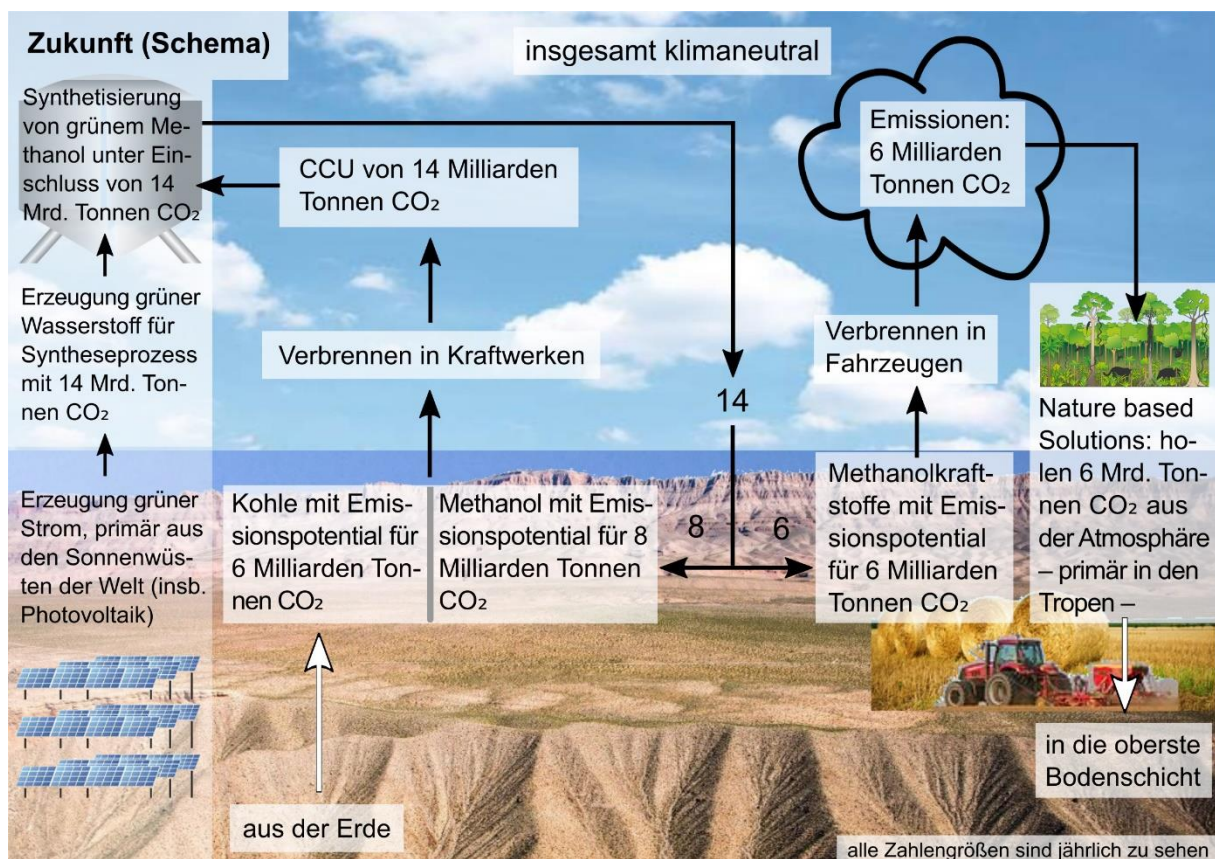 Zukunft (Schema)
insgesamt klimaneutral
Synthetisierung
von grünem Me-
thanol unter Ein-
schluss von 14
Mrd. Tonnen CO₂
CCU von 14 Milliarden
Tonnen CO₂
Emissionen:
6 Milliarden
Tonnen CO₂
Erzeugung grüner
Wasserstoff für
Syntheseprozess
mit 14 Mrd. Ton-
nen CO₂
Verbrennen in Kraftwerken
14
Verbrennen in
Fahrzeugen
Erzeugung grüner
Strom, primär aus
den Sonnenwüs-
ten der Welt (insb.
Photovoltaik)
Kohle mit Emis-
sionspotential für
6 Milliarden Ton-
nen CO₂
Methanol mit Emis-
sionspotential für 8
Milliarden Tonnen
CO₂
8
6
Methanolkraft-
stoffe mit Emis-
sionspotential
für 6 Milliarden
Tonnen CO₂
Nature based
Solutions: ho-
len 6 Mrd. Ton-
nen CO₂ aus
der Atmosphäre
– primär in den
Tropen –
in die oberste
Bodenschicht
aus der Erde
alle Zahlengrößen sind jährlich zu sehen